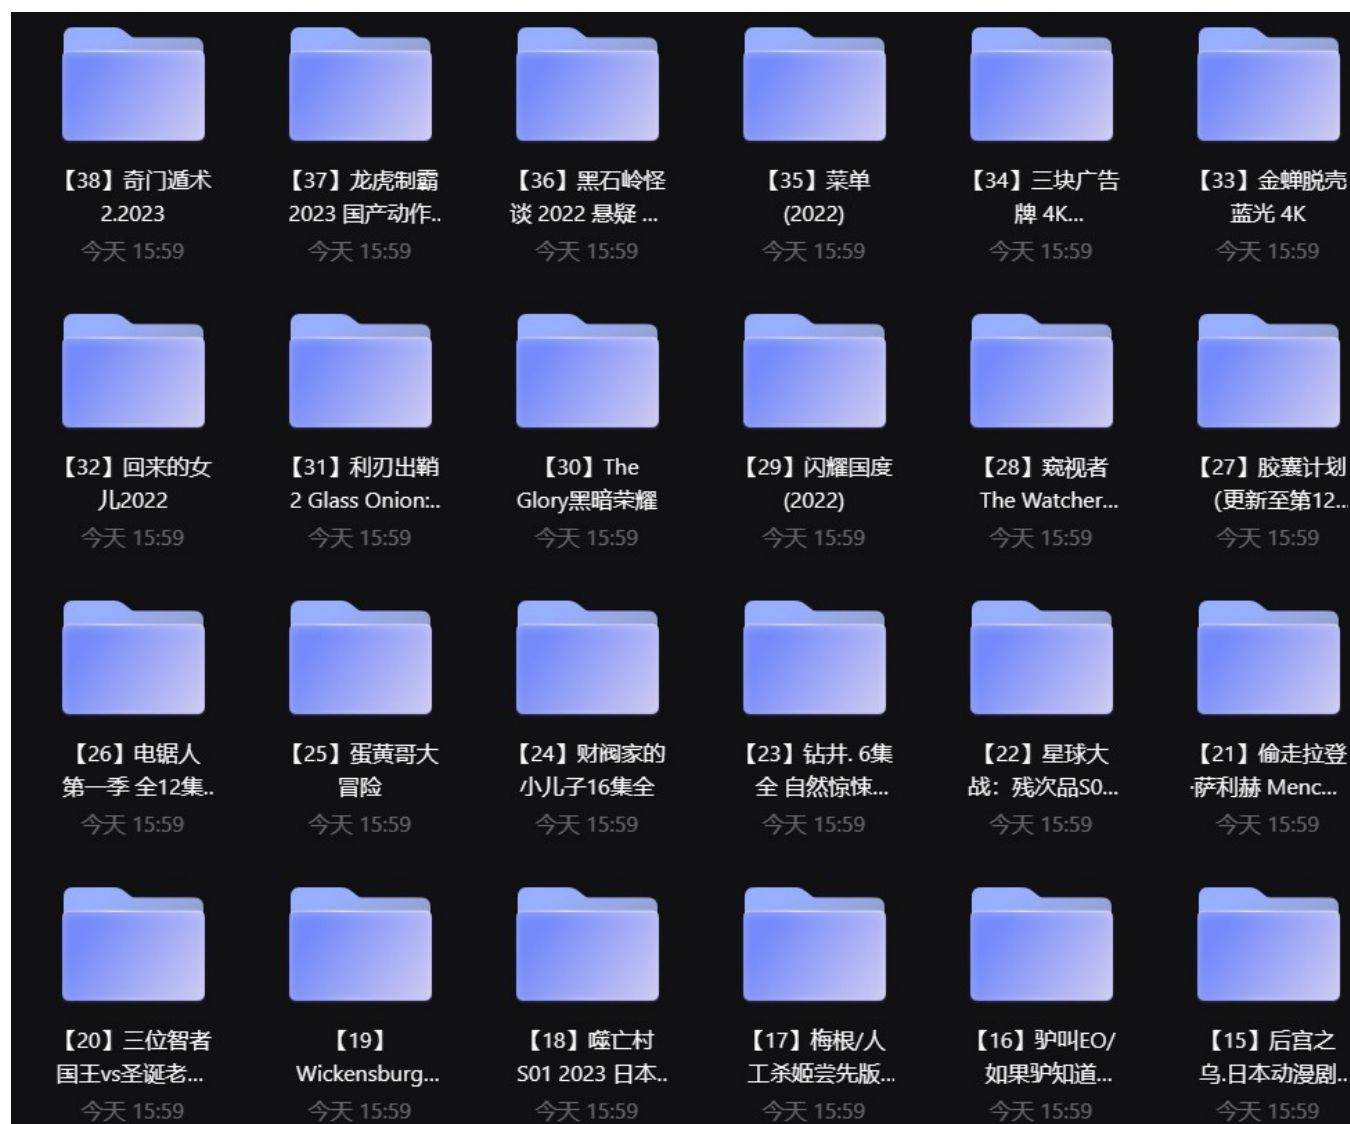 【38】奇门遁术
2.2023
今天 15:59
【37】龙虎制霸
2023 国产动作..
今天 15:59
【36】黑石岭怪
谈 2022 悬疑 ...
今天 15:59
【35】菜单
(2022)
今天 15:59
【34】三块广告
牌 4K...
今天 15:59
【33】金蝉脱壳
蓝光 4K
今天 15:59
【32】回来的女
儿2022
今天 15:59
【31】利刃出鞘
2 Glass Onion:..
今天 15:59
【30】The
Glory黑暗荣耀
今天 15:59
【29】闪耀国度
(2022)
今天 15:59
【28】窥视者
The Watcher...
今天 15:59
【27】胶囊计划
(更新至第12...
今天 15:59
【26】电锯人
第一季 全12集..
今天 15:59
【25】蛋黄哥大
冒险
今天 15:59
【24】财阀家的
小儿子16集全
今天 15:59
【23】钻井. 6集
全 自然惊悚...
今天 15:59
【22】星球大
战：残次品S0...
今天 15:59
【21】偷走拉登
·萨利赫 Menc...
今天 15:59
【20】三位智者
国王vs圣诞老...
今天 15:59
【19】
Wickensburg...
今天 15:59
【18】噬亡村
S01 2023 日本..
今天 15:59
【17】梅根/人
工杀姬尝先版...
今天 15:59
【16】驴叫EO/
如果驴知道...
今天 15:59
【15】后宫之
乌.日本动漫剧..
今天 15:59